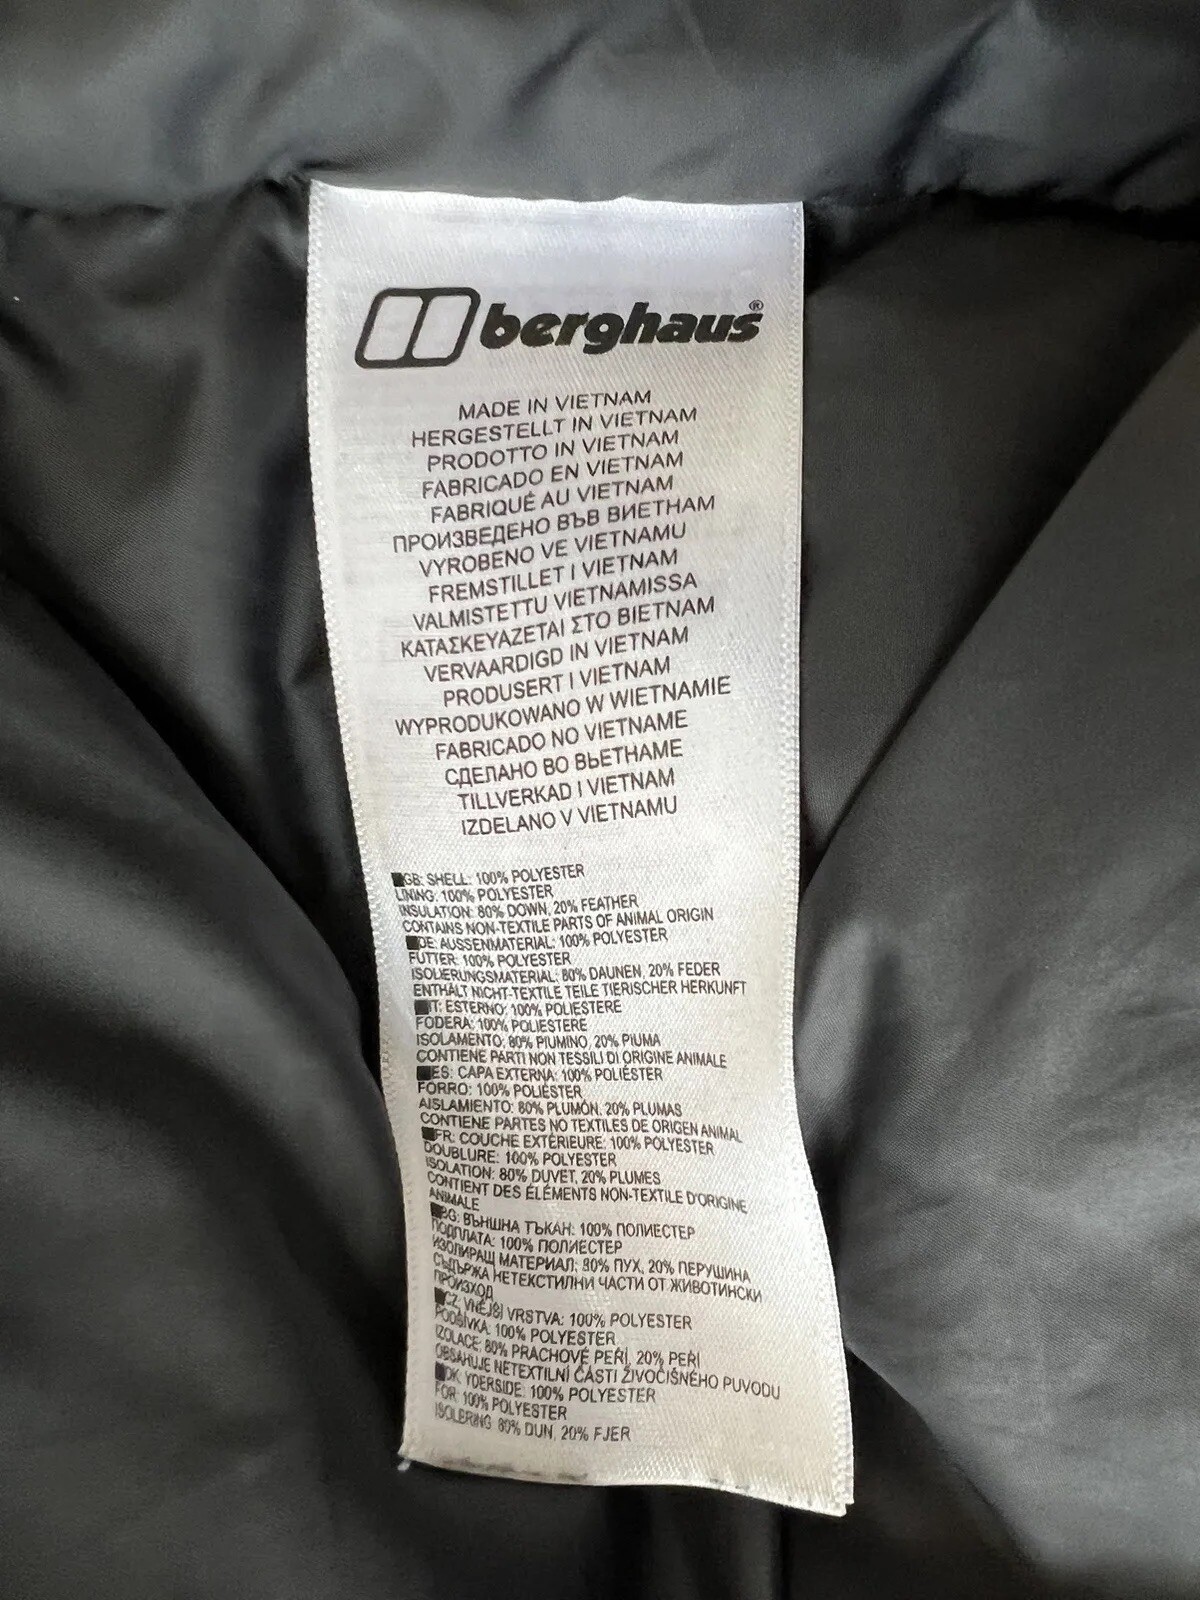 berghaus®
MADE IN VIETNAM
HERGESTELLT IN VIETNAM
PRODOTTO IN VIETNAM
FABRICADO EN VIETNAM
FABRIQUÉ AU VIETNAM
ПРОИЗВЕДЕНО ВЪВ ВИЕТНАМ
VYROBENO VE VIETNAMU
FREMSTILLET I VIETNAM
VALMISTETTU VIETNAMISSA
ΚΑΤΑΣΚΕΥΑΖΕΤΑΙ ΣΤΟ ΒΙΕΤΝΑΜ
VERVAARDIGD IN VIETNAM
PRODUSERT I VIETNAM
WYPRODUKOWANO W WIETNAMIE
FABRICADO NO VIETNAME
СДЕЛАНО ВО ВЬЕТНАМЕ
TILLVERKAD I VIETNAM
IZDELANO V VIETNAMU
GB: SHELL: 100% POLYESTER
LINING: 100% POLYESTER
INSULATION: 80% DOWN, 20% FEATHER
CONTAINS NON-TEXTILE PARTS OF ANIMAL ORIGIN
DE: AUSSENMATERIAL: 100% POLYESTER
FUTTER: 100% POLYESTER
ISOLIERUNGSMATERIAL: 80% DAUNEN, 20% FEDER
ENTHÄLT NICHT-TEXTILE TEILE TIERISCHER HERKUNFT
IT: ESTERNO: 100% POLIESTERE
FODERA: 100% POLIESTERE
ISOLAMENTO: 80% PIUMINO, 20% PIUMA
CONTIENE PARTI NON TESSILI DI ORIGINE ANIMALE
ES: CAPA EXTERNA: 100% POLIÉSTER
FORRO: 100% POLIÉSTER
AISLAMIENTO: 80% PLUMÓN, 20% PLUMAS
CONTIENE PARTES NO TEXTILES DE ORIGEN ANIMAL
FR: COUCHE EXTÉRIEURE: 100% POLYESTER
DOUBLURE: 100% POLYESTER
ISOLATION: 80% DUVET, 20% PLUMES
CONTIENT DES ÉLÉMENTS NON-TEXTILE D'ORIGINE
ANIMALE
BG: ВЪНШНА ТЪКАН: 100% ПОЛИЕСТЕР
ПОДПЛАТА: 100% ПОЛИЕСТЕР
ИЗОЛИРАЩ МАТЕРИАЛ: 80% ПУХ, 20% ПЕРУШИНА
СЪДЪРЖА НЕТЕКСТИЛНИ ЧАСТИ ОТ ЖИВОТИНСКИ
ПРОИЗХОД
CZ: VNĚJŠÍ VRSTVA: 100% POLYESTER
PODŠÍVKA: 100% POLYESTER
IZOLACE: 80% PRACHOVÉ PEŘÍ, 20% PEŘÍ
OBSAHUJE NETEXTILNÍ ČÁSTI ŽIVOČIŠNÉHO PUVODU
DK: YDERSIDE: 100% POLYESTER
FOR: 100% POLYESTER
ISOLERING: 80% DUN, 20% FJER